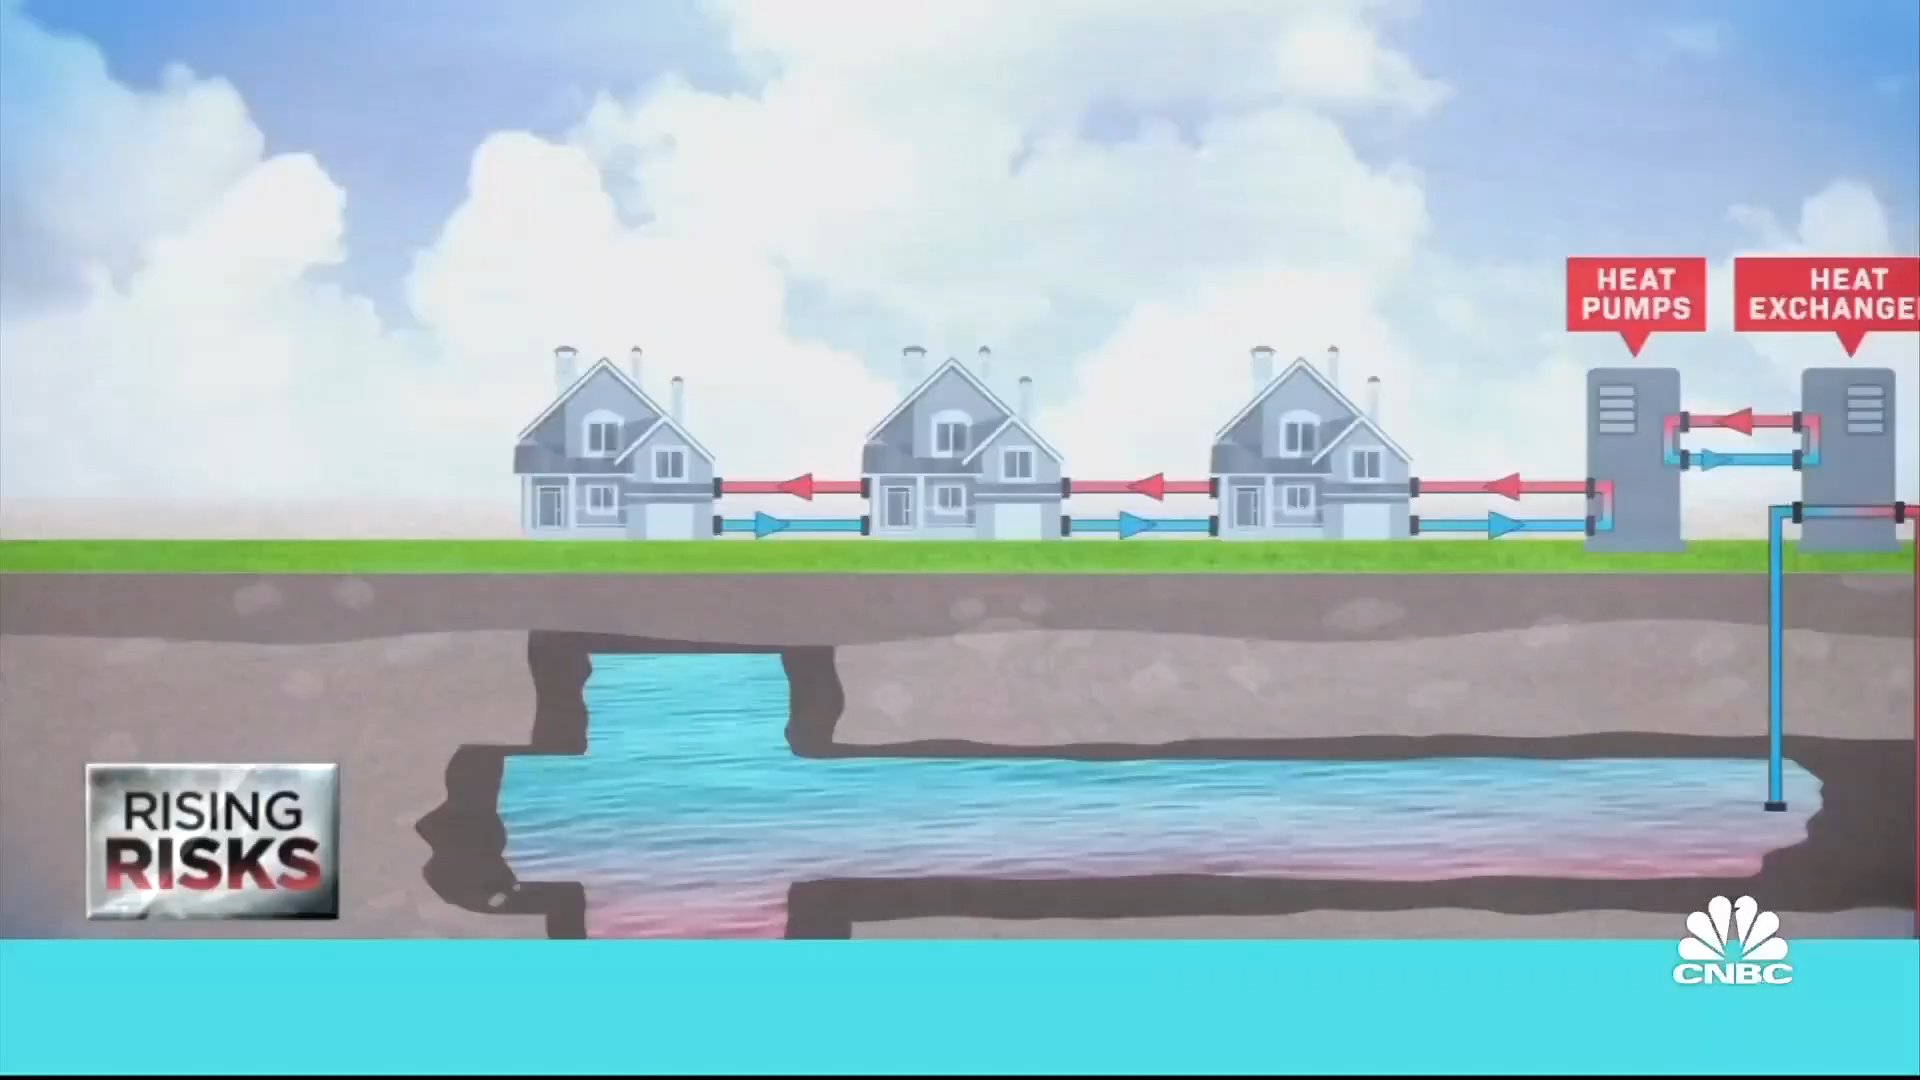 HEAT
PUMPS
HEAT
EXCHANGE
RISING
RISKS
CNBC